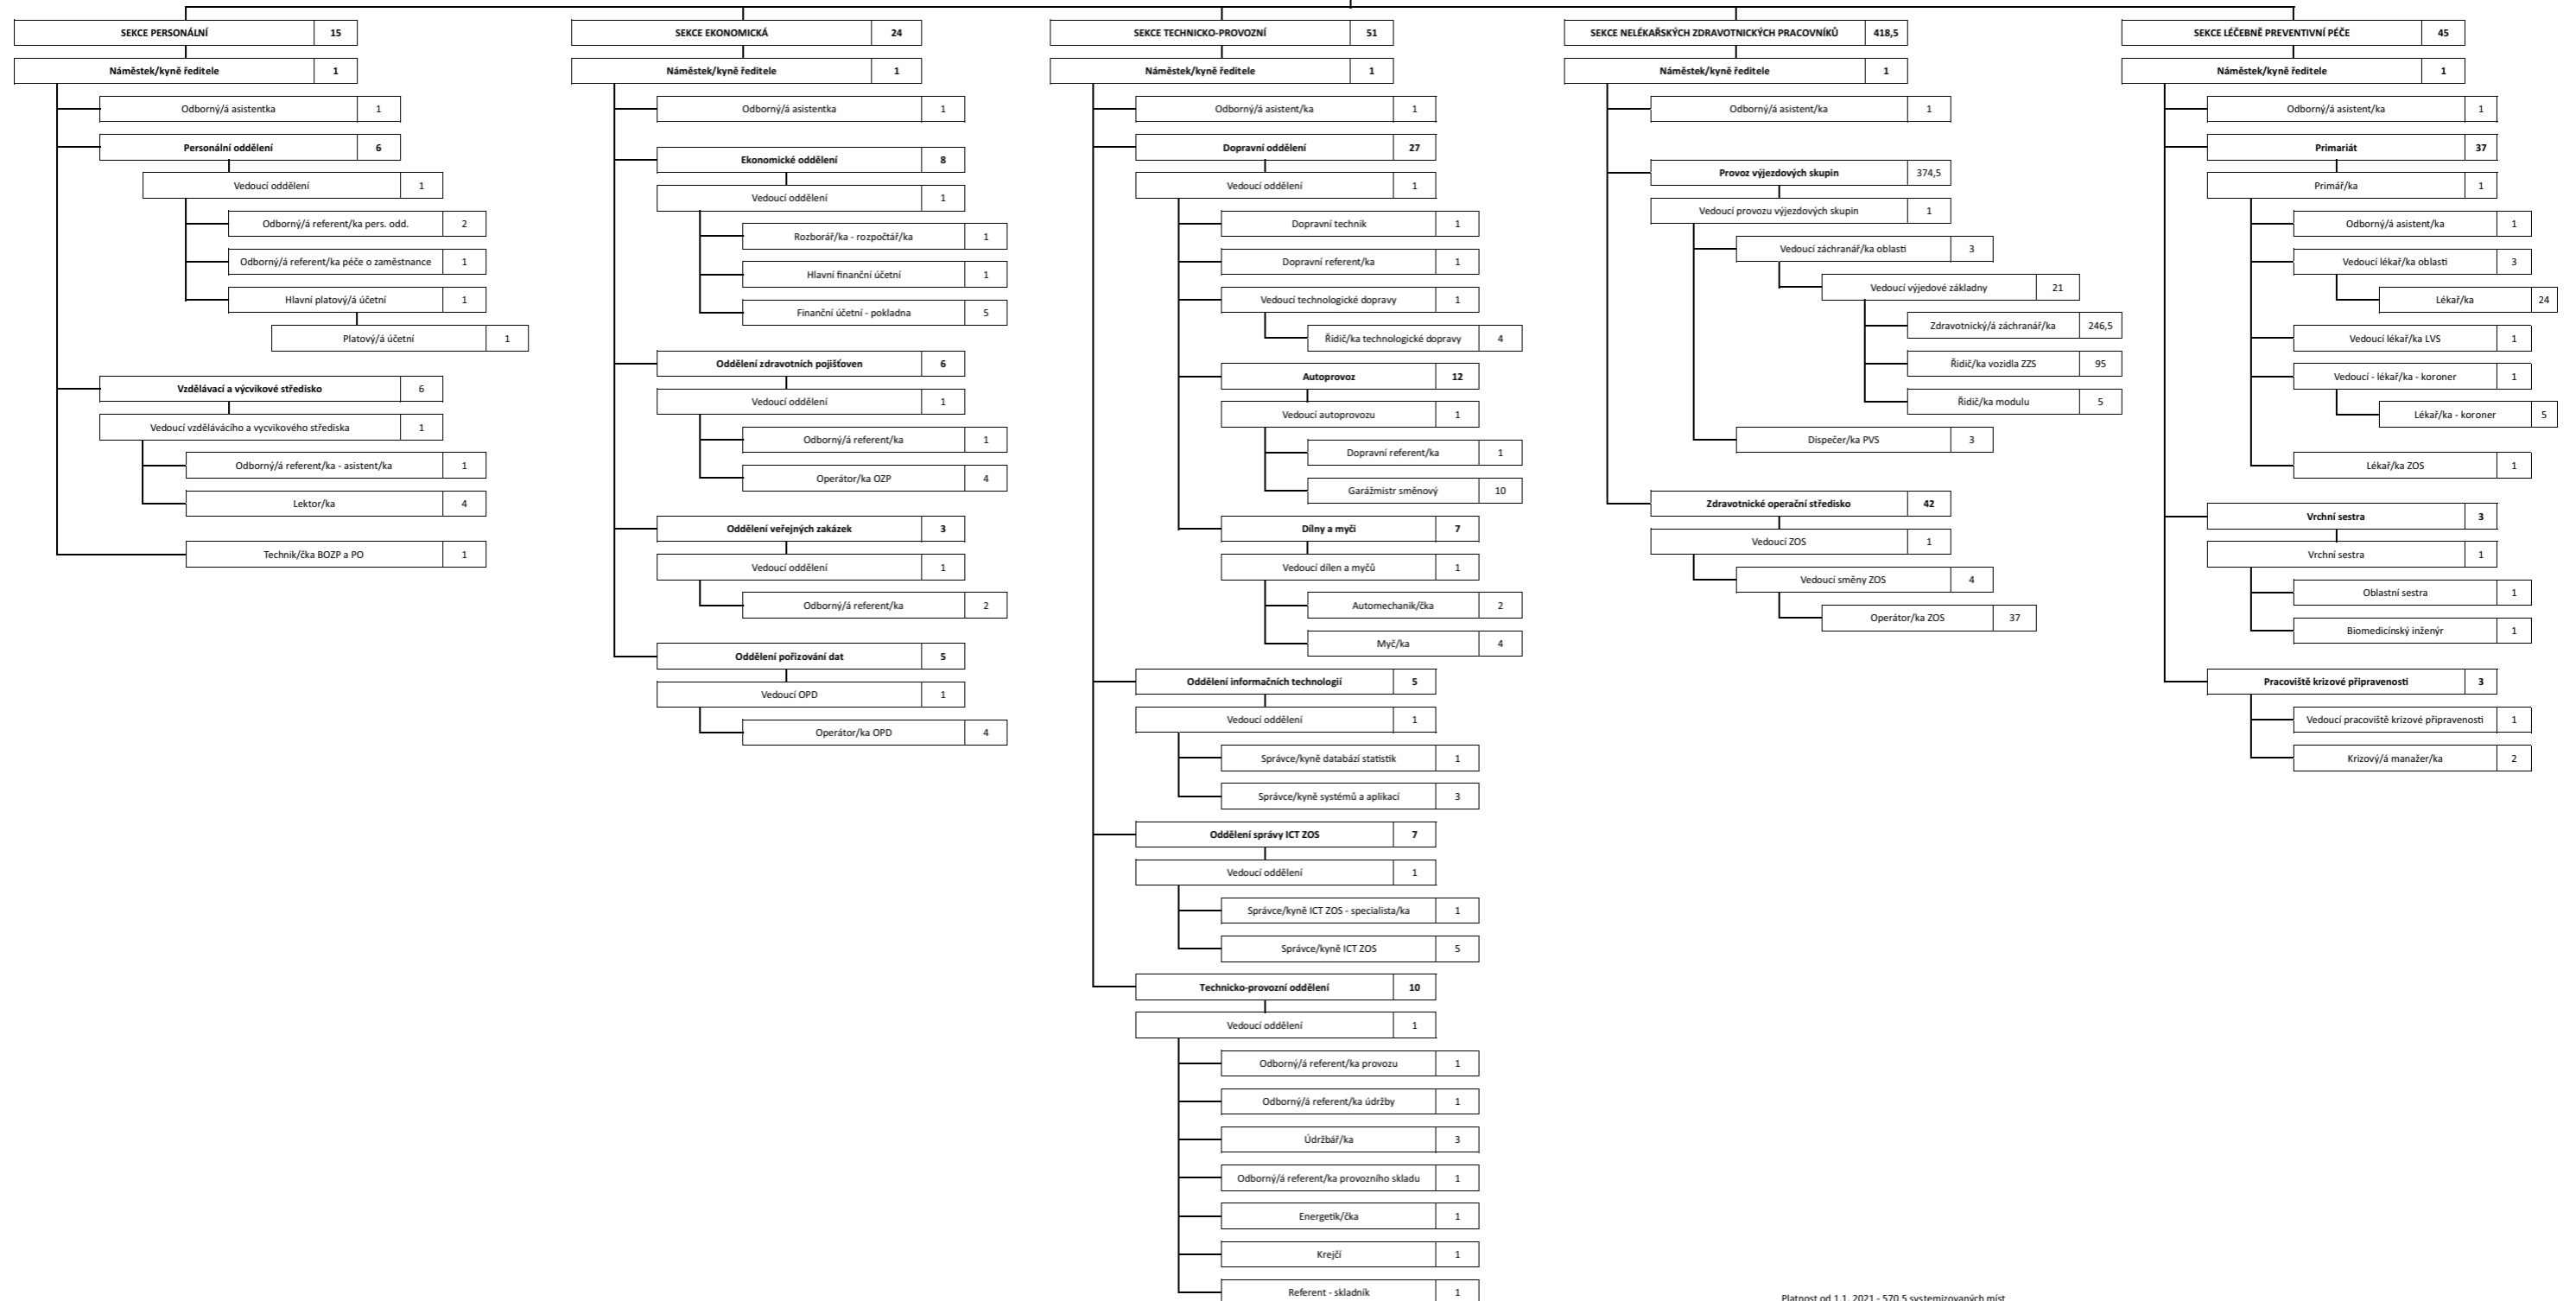 SEKCE PERSONÁLNÍ 15
Náměstek/kyně ředitele 1
Odborný/á asistentka 1
Personální oddělení 6
Vedoucí oddělení 1
Odborný/á referent/ka pers. odd. 2
Odborný/á referent/ka péče o zaměstnance 1
Hlavní platový/á účetní 1
Platový/á účetní 1
Vzdělávací a výcvikové středisko 6
Vedoucí vzdělávácího a vycvikového střediska 1
Odborný/á referent/ka - asistent/ka 1
Lektor/ka 4
Technik/čka BOZP a PO 1
SEKCE EKONOMICKÁ 24
Náměstek/kyně ředitele 1
Odborný/á asistentka 1
Ekonomické oddělení 8
Vedoucí oddělení 1
Rozborář/ka - rozpočtář/ka 1
Hlavní finanční účetní 1
Finanční účetní - pokladna 5
Oddělení zdravotních pojišťoven 6
Vedoucí oddělení 1
Odborný/á referent/ka 1
Operátor/ka OZP 4
Oddělení veřejných zakázek 3
Vedoucí oddělení 1
Odborný/á referent/ka 2
Oddělení pořizování dat 5
Vedoucí OPD 1
Operátor/ka OPD 4
SEKCE TECHNICKO-PROVOZNÍ 51
Náměstek/kyně ředitele 1
Odborný/á asistent/ka 1
Dopravní oddělení 27
Vedoucí oddělení 1
Dopravní technik 1
Dopravní referent/ka 1
Vedoucí technologické dopravy 1
Řidič/ka technologické dopravy 4
Autoprovoz 12
Vedoucí autoprovozu 1
Dopravní referent/ka 1
Garážmistr směnový 10
Dílny a myči 7
Vedoucí dílen a myčů 1
Automechanik/čka 2
Myč/ka 4
Oddělení informačních technologií 5
Vedoucí oddělení 1
Správce/kyně databází statistik 1
Správce/kyně systémů a aplikací 3
Oddělení správy ICT ZOS 7
Vedoucí oddělení 1
Správce/kyně ICT ZOS - specialista/ka 1
Správce/kyně ICT ZOS 5
Technicko-provozní oddělení 10
Vedoucí oddělení 1
Odborný/á referent/ka provozu 1
Odborný/á referent/ka údržby 1
Údržbář/ka 3
Odborný/á referent/ka provozního skladu 1
Energetik/čka 1
Krejčí 1
Referent - skladník 1
SEKCE NELÉKAŘSKÝCH ZDRAVOTNICKÝCH PRACOVNÍKŮ 418,5
Náměstek/kyně ředitele 1
Odborný/á asistent/ka 1
Provoz výjezdových skupin 374,5
Vedoucí provozu výjezdových skupin 1
Vedoucí záchranář/ka oblasti 3
Vedoucí výjedové základny 21
Zdravotnický/á záchranář/ka 246,5
Řidič/ka vozidla ZZS 95
Řidič/ka modulu 5
Dispečer/ka PVS 3
Zdravotnické operační středisko 42
Vedoucí ZOS 1
Vedoucí směny ZOS 4
Operátor/ka ZOS 37
SEKCE LÉČEBNĚ PREVENTIVNÍ PÉČE 45
Náměstek/kyně ředitele 1
Odborný/á asistent/ka 1
Primariát 37
Primář/ka 1
Odborný/á asistent/ka 1
Vedoucí lékař/ka oblasti 3
Lékař/ka 24
Vedoucí lékař/ka LVS 1
Vedoucí - lékař/ka - koroner 1
Lékař/ka - koroner 5
Lékař/ka ZOS 1
Vrchní sestra 3
Vrchní sestra 1
Oblastní sestra 1
Biomedicínský inženýr 1
Pracoviště krizové připravenosti 3
Vedoucí pracoviště krizové připravenosti 1
Krizový/á manažer/ka 2
Platnost od 1.1. 2021 - 570,5 systemizovaných míst